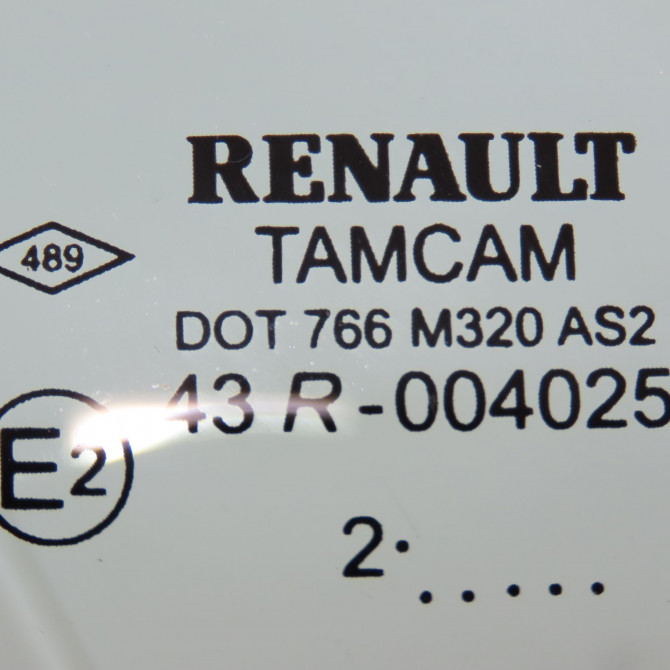 RENAULT
489
TAMCAM
DOT 766 M320 AS2
43 R-004025
E2
2· .....